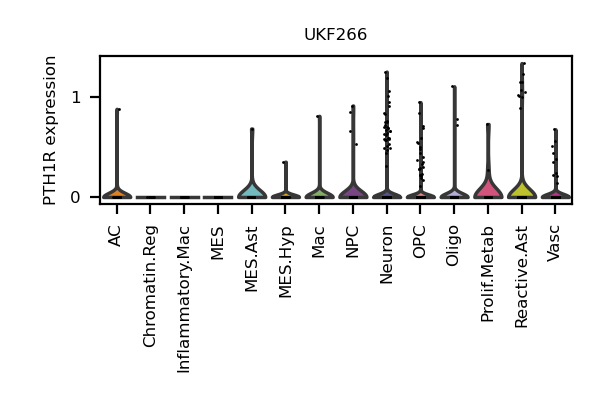 UKF266
PTH1R expression
1
0
AC
Chromatin.Reg
Inflammatory.Mac
MES
MES.Ast
MES.Hyp
Mac
NPC
Neuron
OPC
Oligo
Prolif.Metab
Reactive.Ast
Vasc